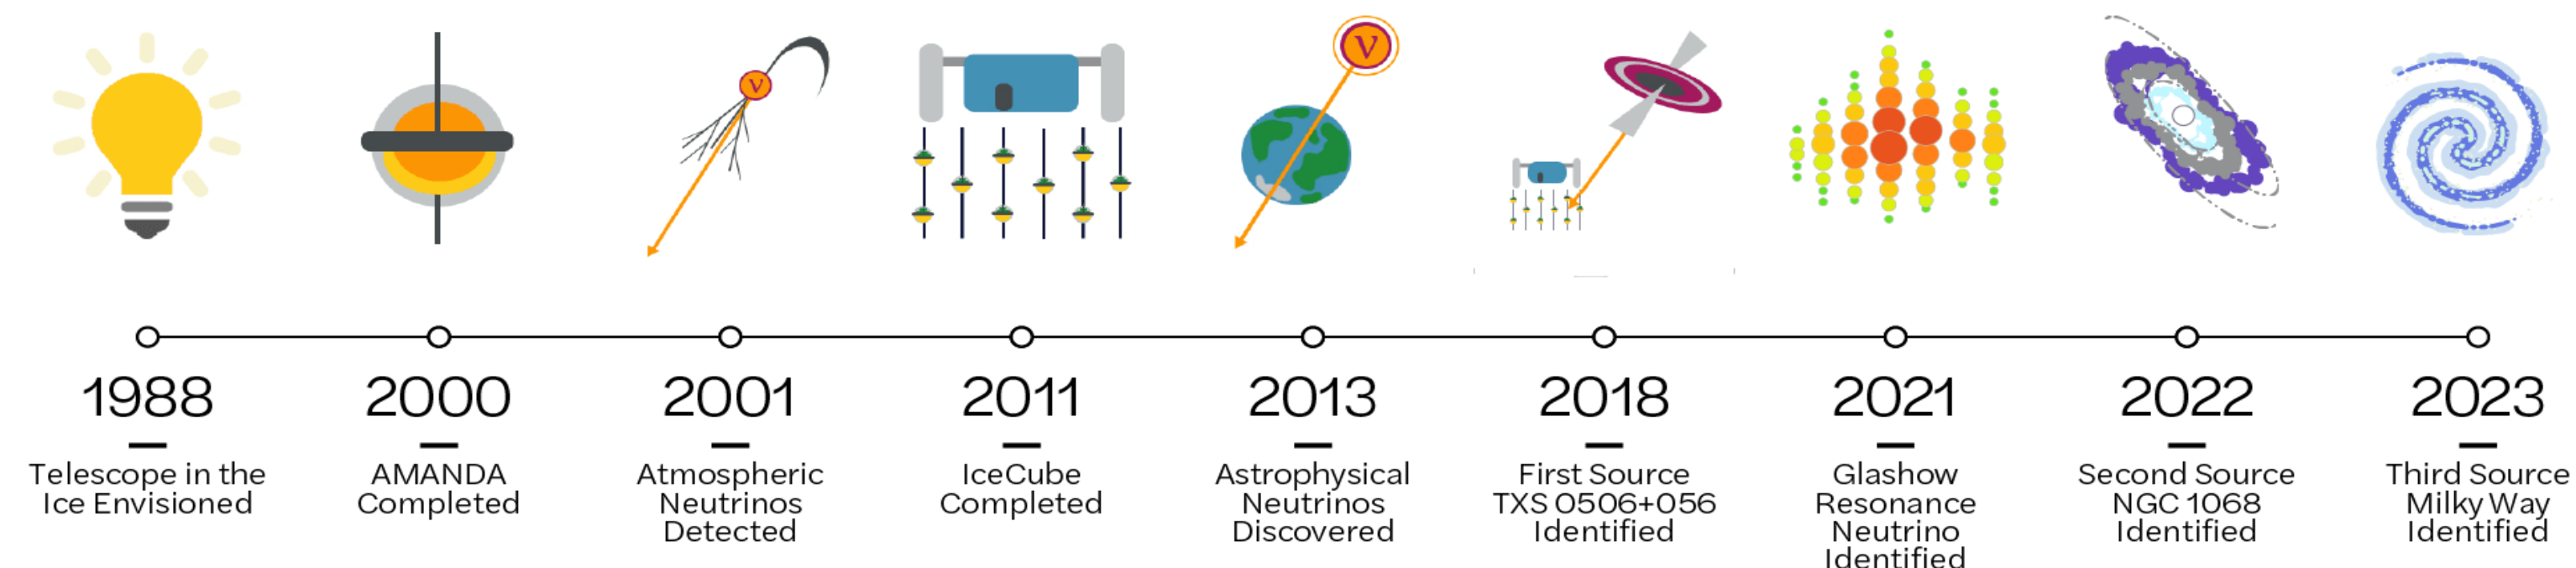 V
V
1988
Telescope in the
Ice Envisioned
2000
AMANDA
Completed
2001
Atmospheric
Neutrinos
Detected
2011
IceCube
Completed
2013
Astrophysical
Neutrinos
Discovered
2018
First Source
TXS 0506+056
Identified
2021
Glashow
Resonance
Neutrino
Identified
2022
Second Source
NGC 1068
Identified
2023
Third Source
Milky Way
Identified